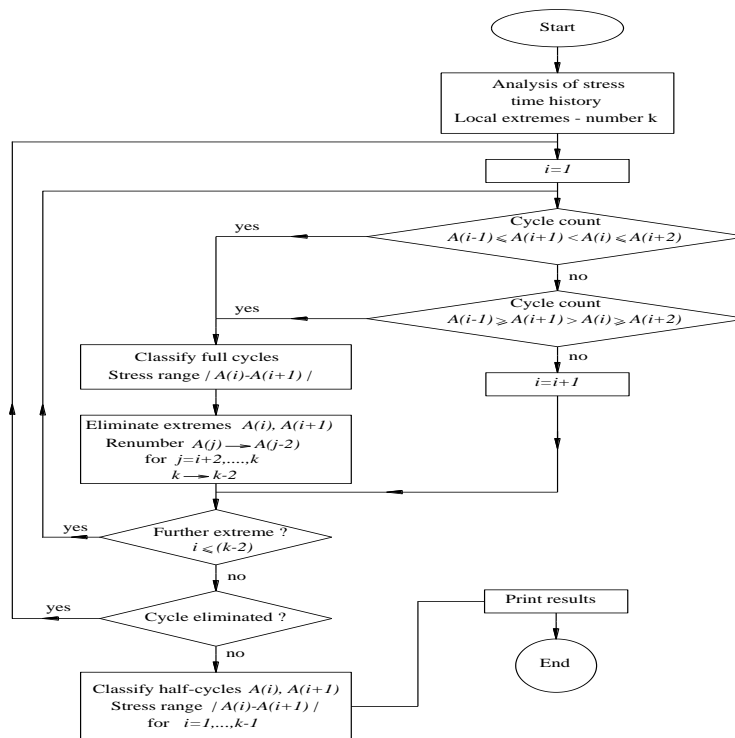 Start
Analysis of stress
time history
Local extremes - number k
i=1
Cycle count
A(i-1) ⩽ A(i+1) < A(i) ⩽ A(i+2)
yes
no
Cycle count
A(i-1) ⩾ A(i+1) > A(i) ⩾ A(i+2)
yes
no
Classify full cycles
Stress range / A(i)-A(i+1) /
i=i+1
Eliminate extremes A(i), A(i+1)
Renumber A(j) → A(j-2)
for j=i+2,....,k
k → k-2
Further extreme ?
i ⩽ (k-2)
yes
no
Cycle eliminated ?
yes
no
Print results
End
Classify half-cycles A(i), A(i+1)
Stress range / A(i)-A(i+1) /
for i=1,...,k-1